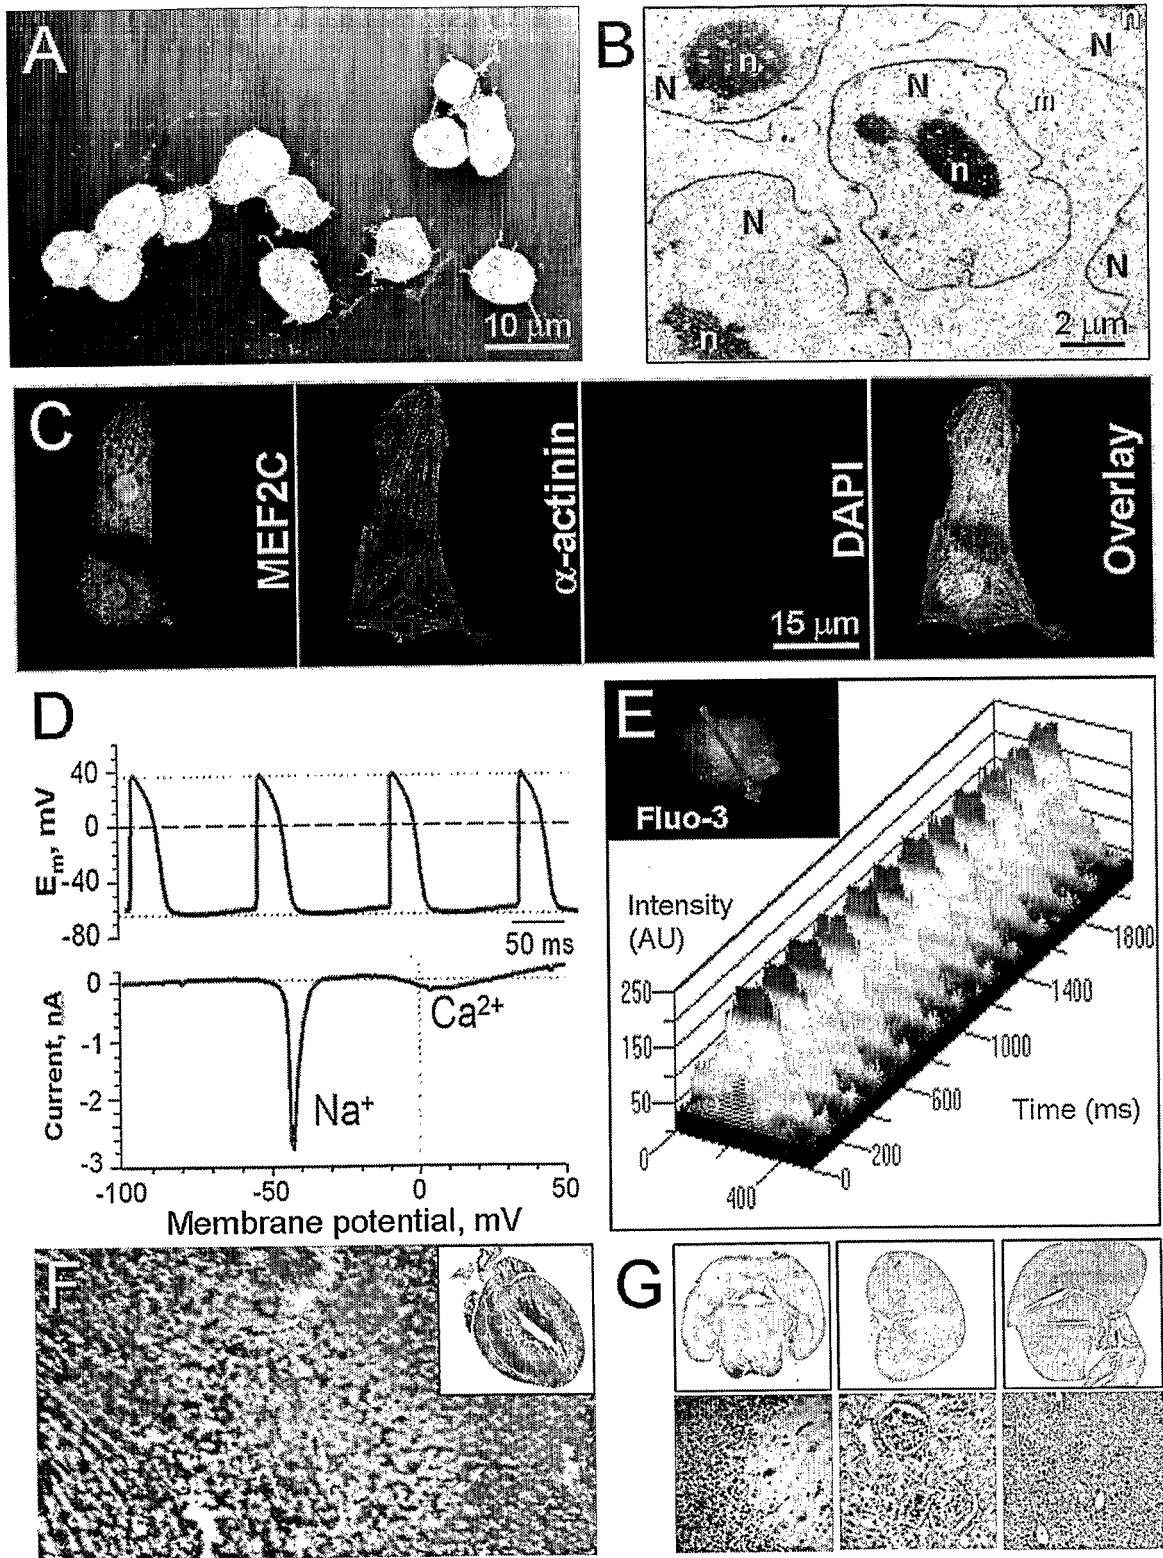 A
10 μm
B
n
N
N
n
m
N
n
N
N
n
2 μm
C
MEF2C
α-actinin
DAPI
15 μm
Overlay
D
Em, mV
40
0
-40
-80
50 ms
Current, nA
0
-1
-2
-3
Na+
Ca2+
-100
-50
0
50
Membrane potential, mV
E
Fluo-3
Intensity
(AU)
250
150
50
0
400
0
200
600
1000
1400
1800
Time (ms)
F
G